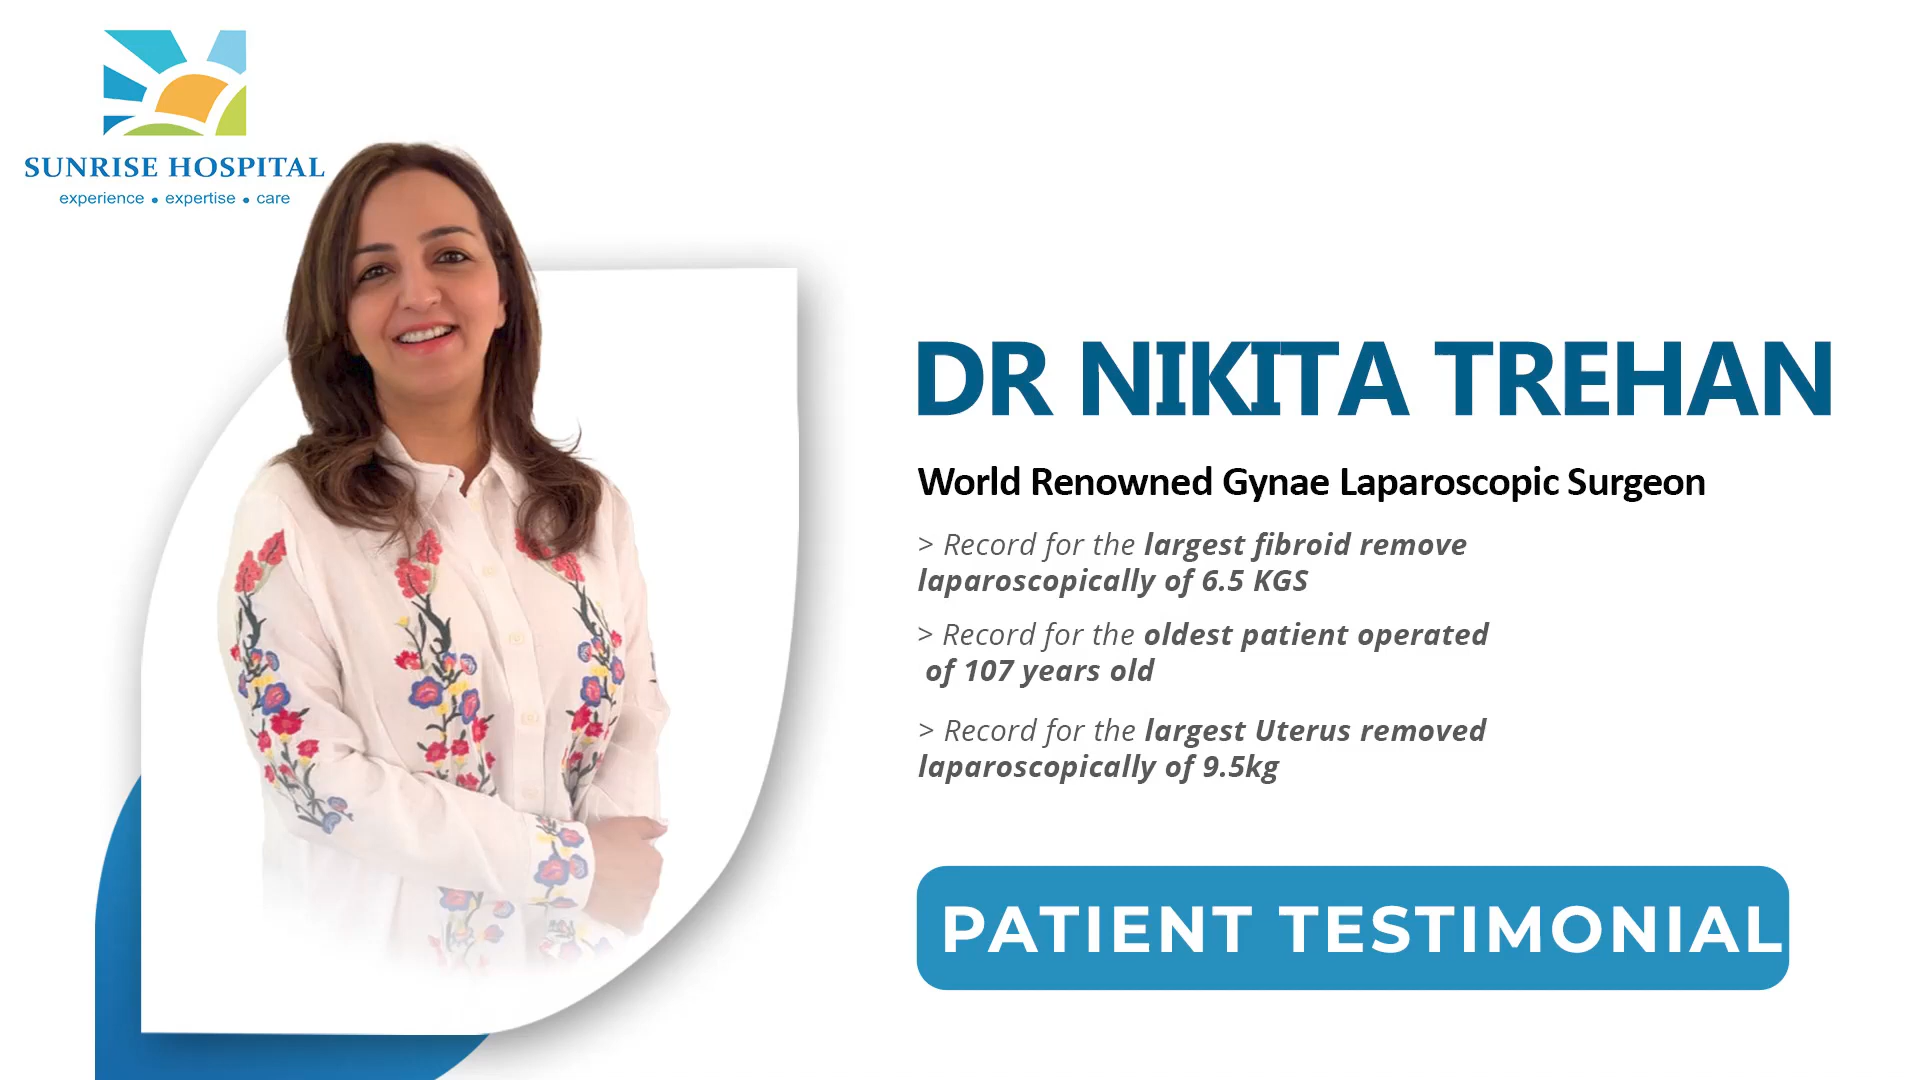 SUNRISE HOSPITAL
experience • expertise • care
DR NIKITA TREHAN
World Renowned Gynae Laparoscopic Surgeon
> Record for the largest fibroid remove
laparoscopically of 6.5 KGS
> Record for the oldest patient operated
of 107 years old
> Record for the largest Uterus removed
laparoscopically of 9.5kg
PATIENT TESTIMONIAL